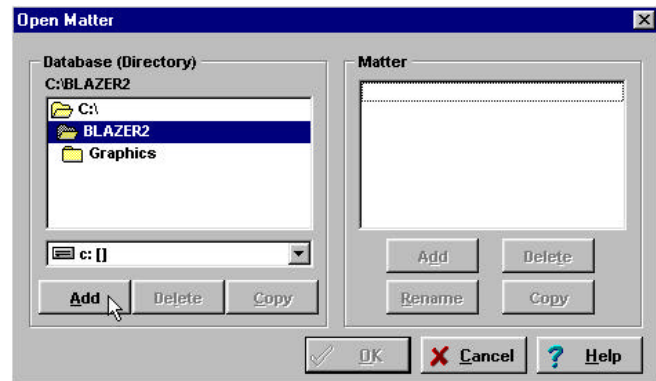 Open Matter
Database (Directory)
C:\BLAZER2
C:\
BLAZER2
Graphics
c: []
Add
Delete
Copy
Matter
Add
Delete
Rename
Copy
OK
Cancel
? Help